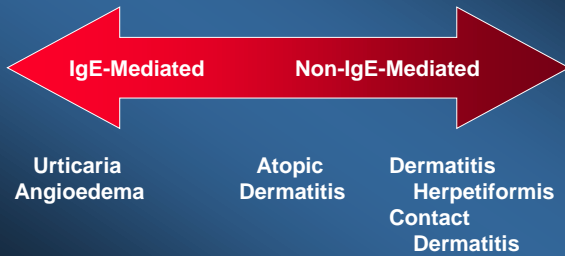 IgE-Mediated Non-IgE-Mediated
Urticaria
Angioedema
Atopic
Dermatitis
Dermatitis
Herpetiformis
Contact
Dermatitis